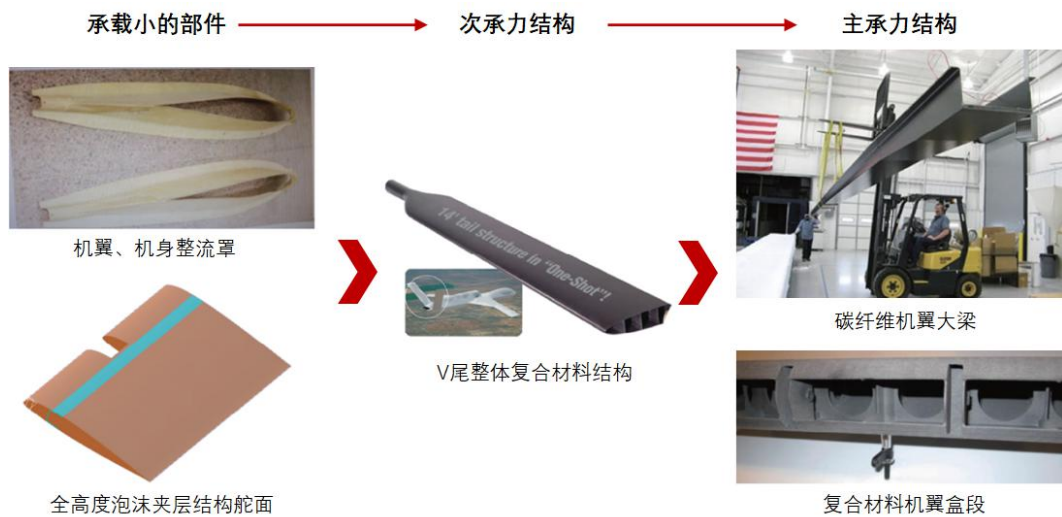 承载小的部件
次承力结构
主承力结构
机翼、机身整流罩
14' tail structure in "One-Shot"!
碳纤维机翼大梁
V尾整体复合材料结构
全高度泡沫夹层结构舵面
复合材料机翼盒段